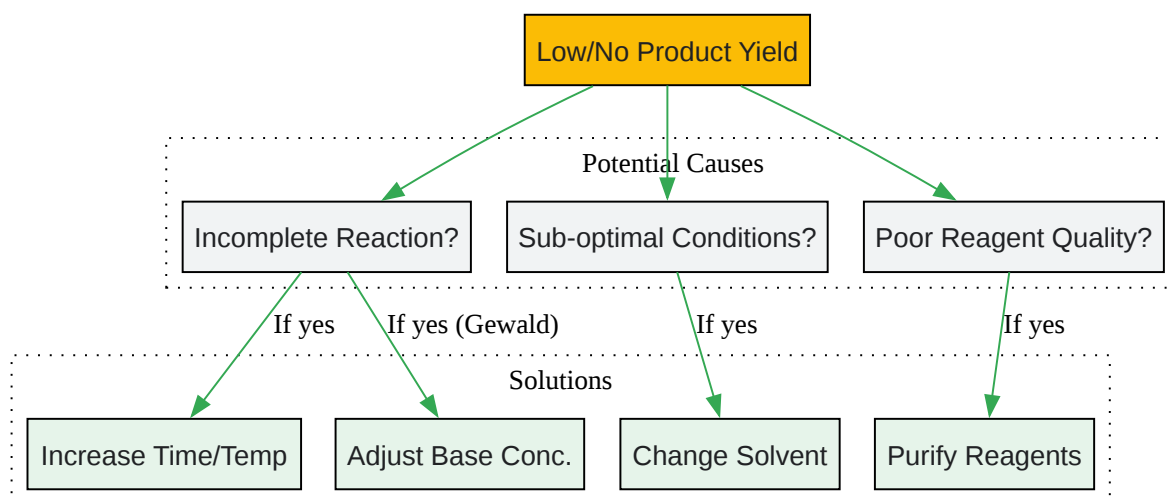 Low/No Product Yield
Potential Causes
Incomplete Reaction?
Sub-optimal Conditions?
Poor Reagent Quality?
If yes
If yes (Gewald)
If yes
If yes
Solutions
Increase Time/Temp
Adjust Base Conc.
Change Solvent
Purify Reagents